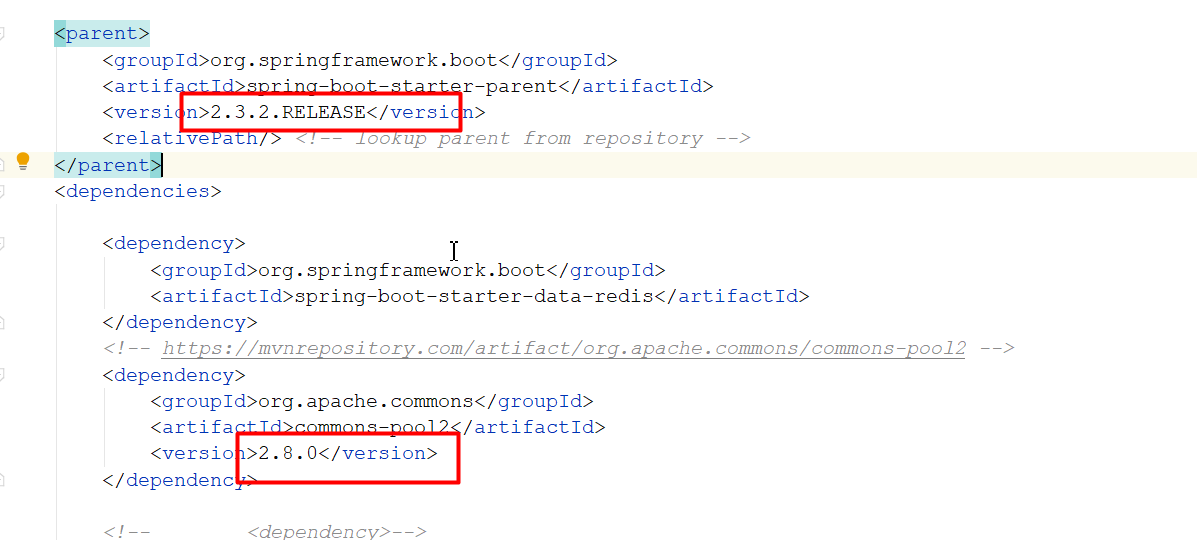 <parent>
<groupId>org.springframework.boot</groupId>
<artifactId>spring-boot-starter-parent</artifactId>
<version>2.3.2.RELEASE</version>
<relativePath/> <!-- lookup parent from repository -->
</parent>
<dependencies>
<dependency>
<groupId>org.springframework.boot</groupId>
<artifactId>spring-boot-starter-data-redis</artifactId>
</dependency>
<!-- https://mvnrepository.com/artifact/org.apache.commons/commons-pool2 -->
<dependency>
<groupId>org.apache.commons</groupId>
<artifactId>commons-pool2</artifactId>
<version>2.8.0</version>
</dependency>
<!-- <dependency>-->